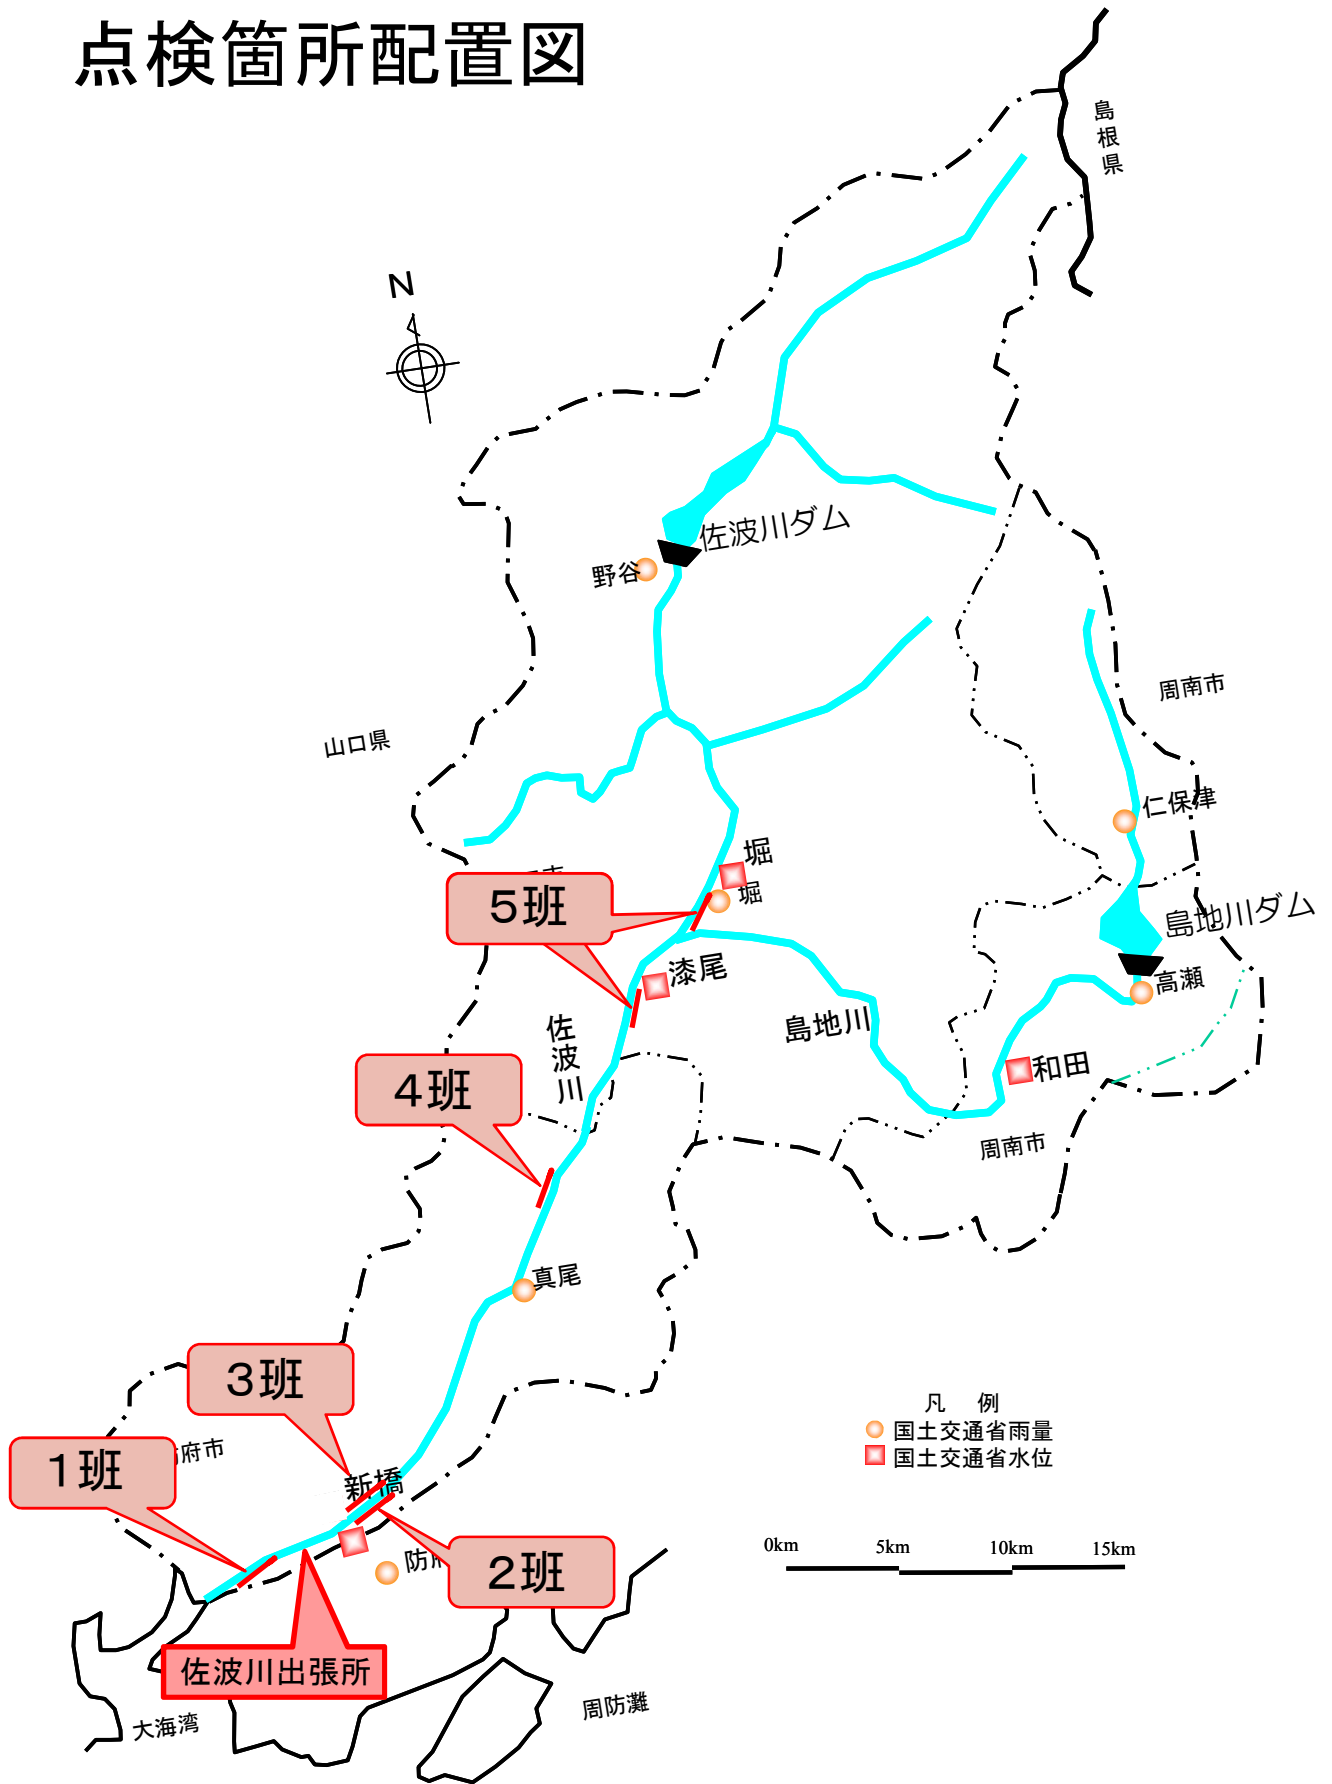 点検箇所配置図
島根県
N
佐波川ダム
野谷
周南市
山口県
仁保津
堀
堀
5班
島地川ダム
漆尾
高瀬
佐波川
島地川
和田
4班
周南市
真尾
3班
凡 例
国土交通省雨量
国土交通省水位
府市
1班
新橋
0km 5km 10km 15km
防府
2班
佐波川出張所
周防灘
大海湾